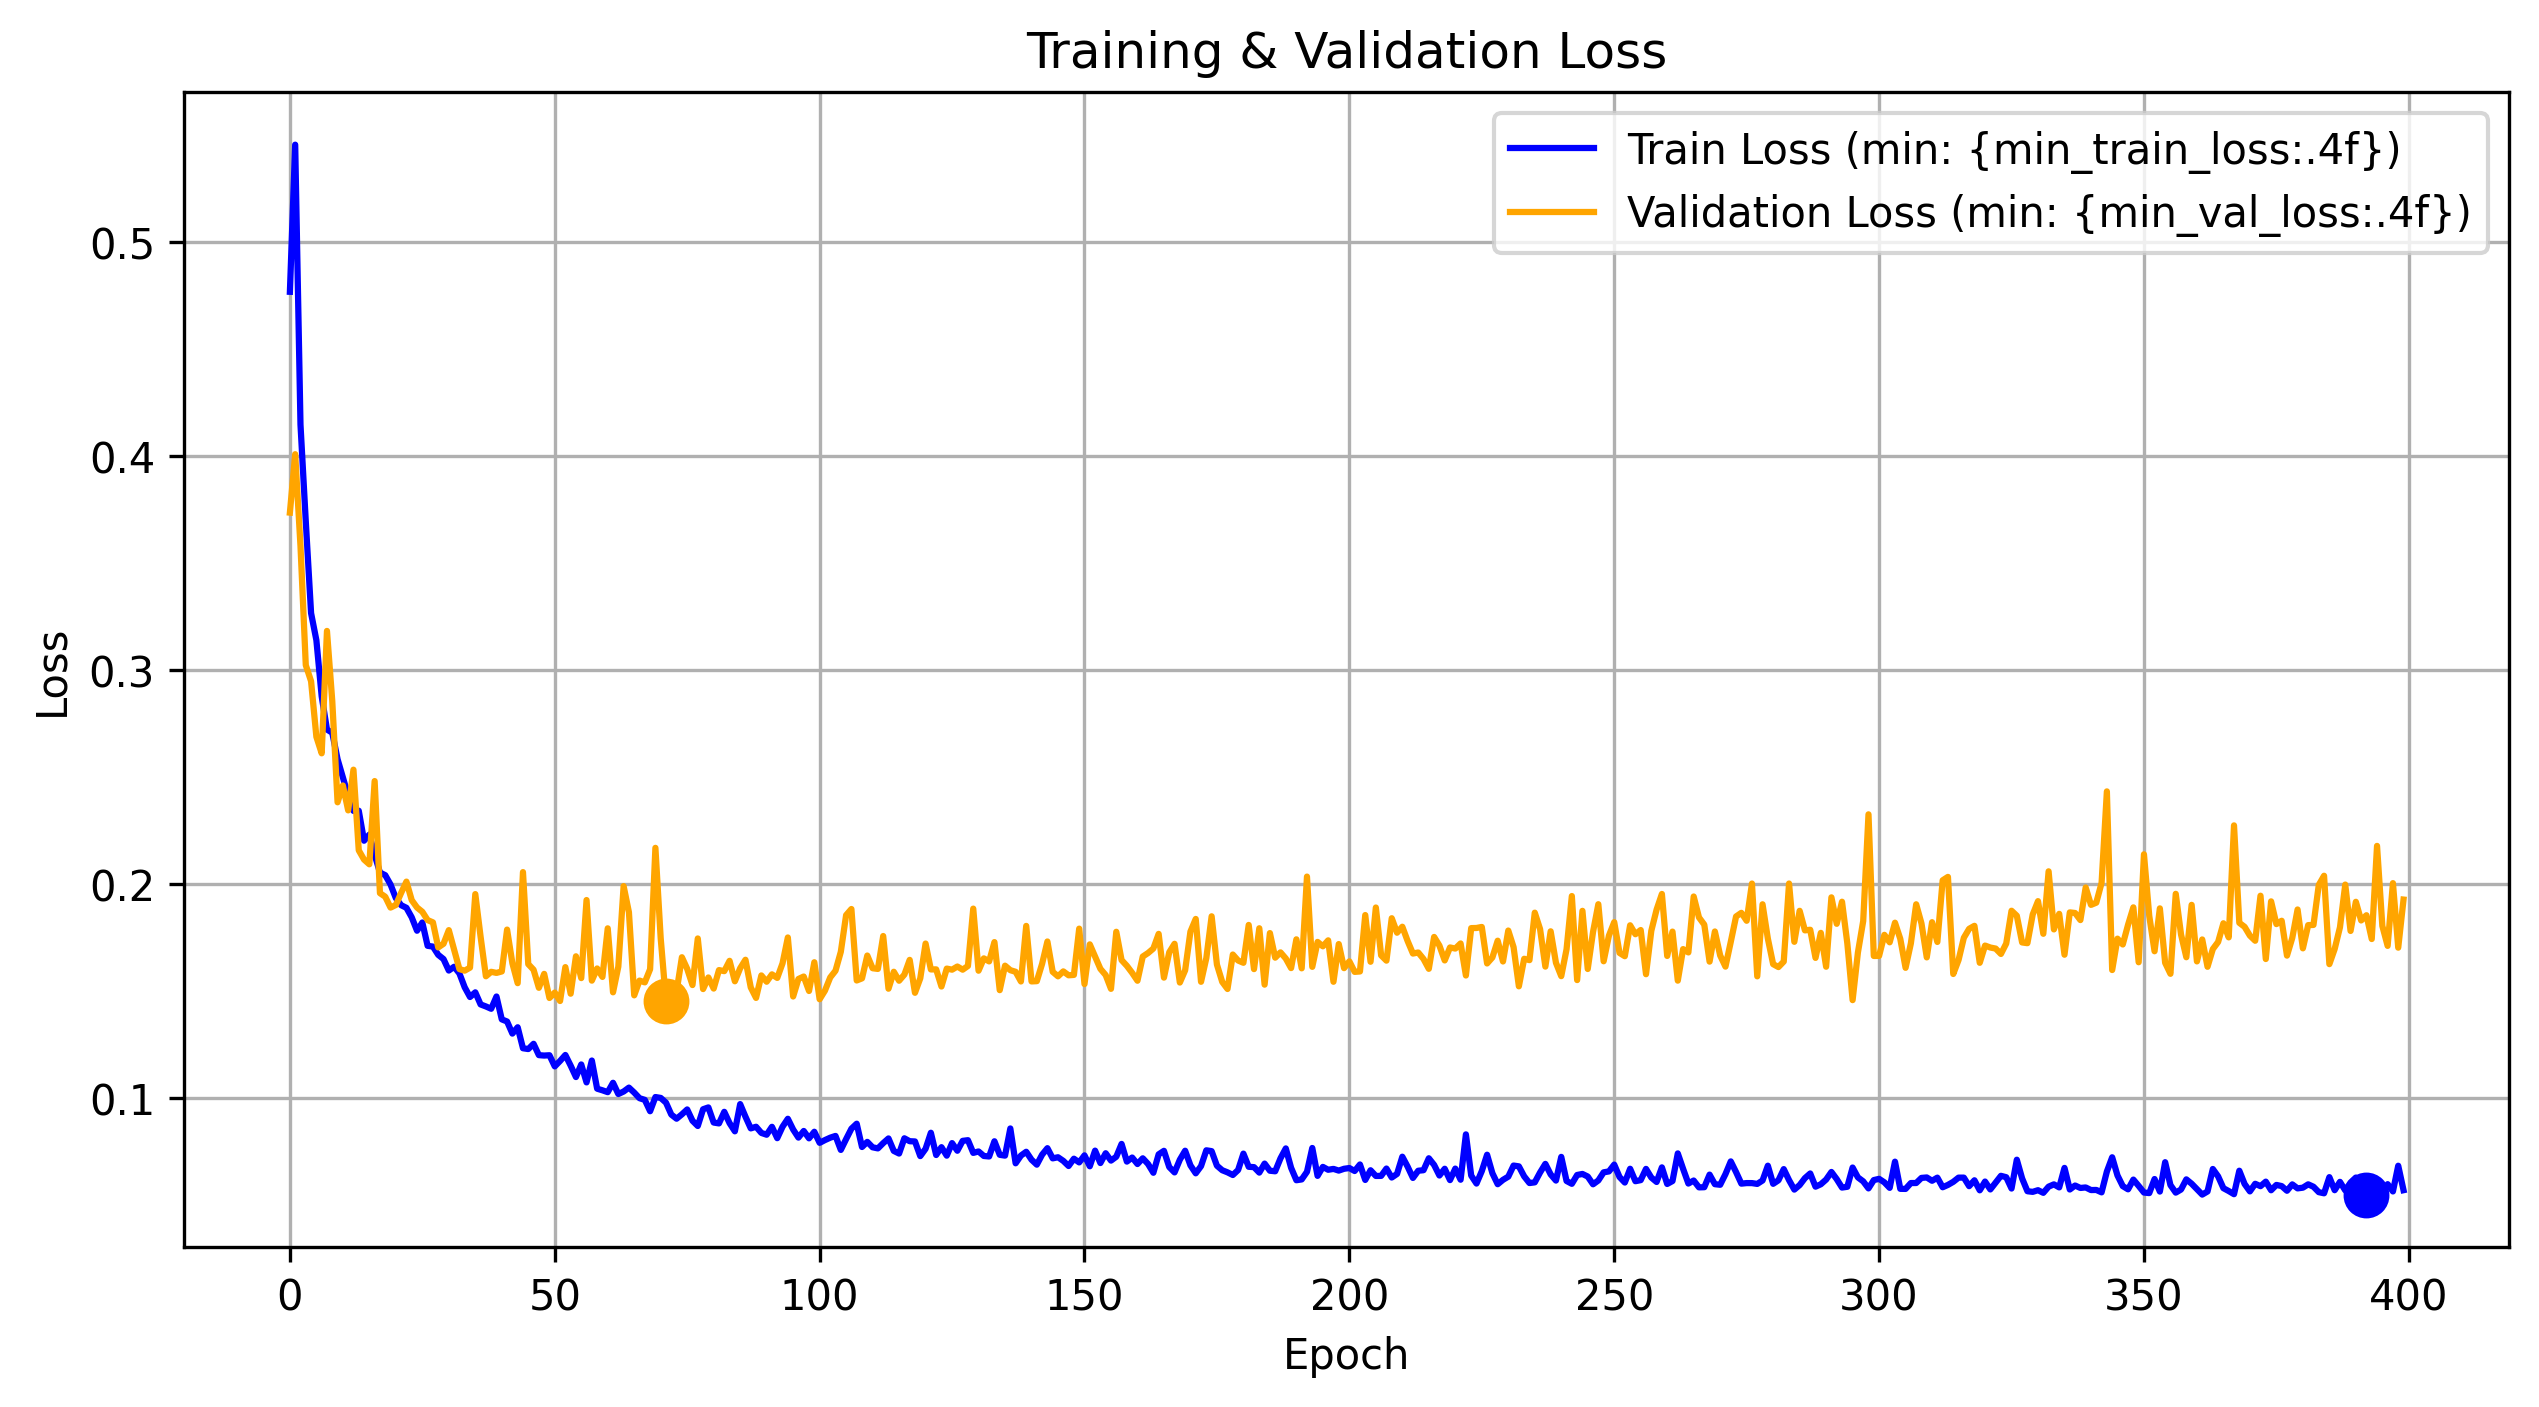 Training & Validation Loss
Train Loss (min: {min_train_loss:.4f})
Validation Loss (min: {min_val_loss:.4f})
Loss
0.5
0.4
0.3
0.2
0.1
0 50 100 150 200 250 300 350 400
Epoch